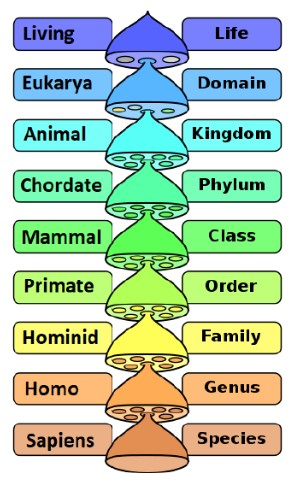 Living Life
Eukarya Domain
Animal Kingdom
Chordate Phylum
Mammal Class
Primate Order
Hominid Family
Homo Genus
Sapiens Species